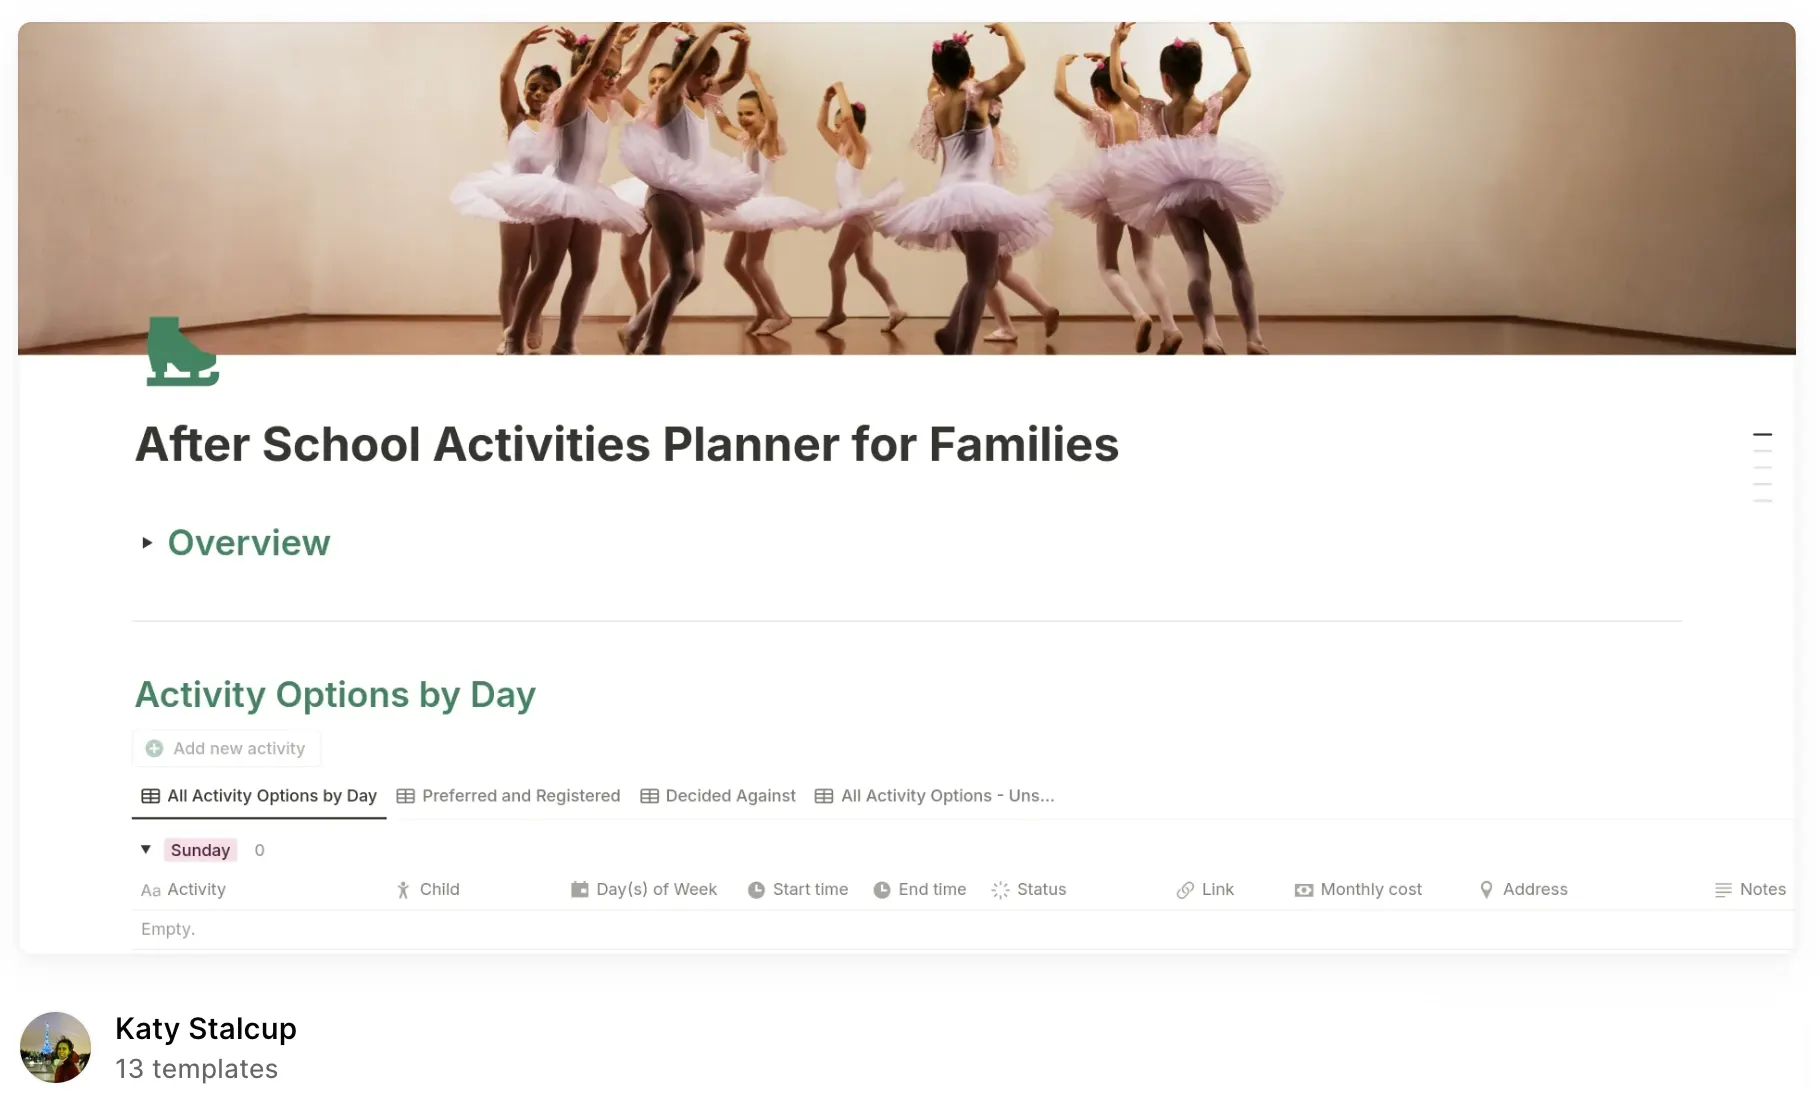 After School Activities Planner for Families
Overview
Activity Options by Day
Add new activity
All Activity Options by Day Preferred and Registered Decided Against All Activity Options - Uns...
Sunday 0
Aa Activity Child Day(s) of Week Start time End time Status Link Monthly cost Address Notes
Empty.
Katy Stalcup
13 templates